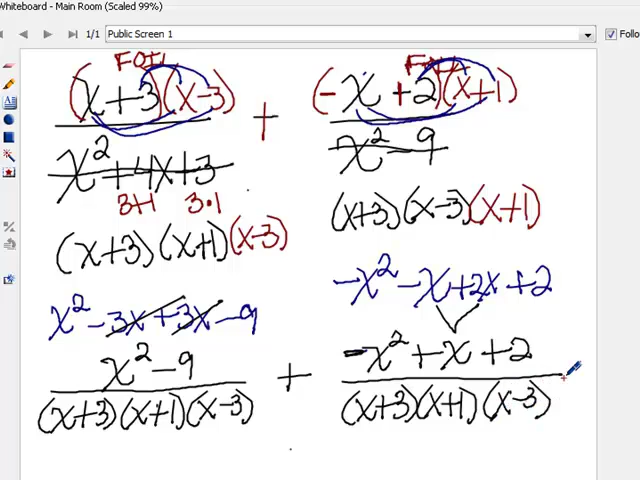 Whiteboard - Main Room (Scaled 99%)
1/1 Public Screen 1 Follo
FOIL
(x+3)(x-3) + (-x+2)(x+1)
x²+4x+3 x²-9
3+1 3·1
(x+3)(x+1)(x-3) (x+3)(x-3)(x+1)
x²-3x+3x-9 -x²-x+2x+2
x²-9 + -x²+x+2
(x+3)(x+1)(x-3) (x+3)(x+1)(x-3)